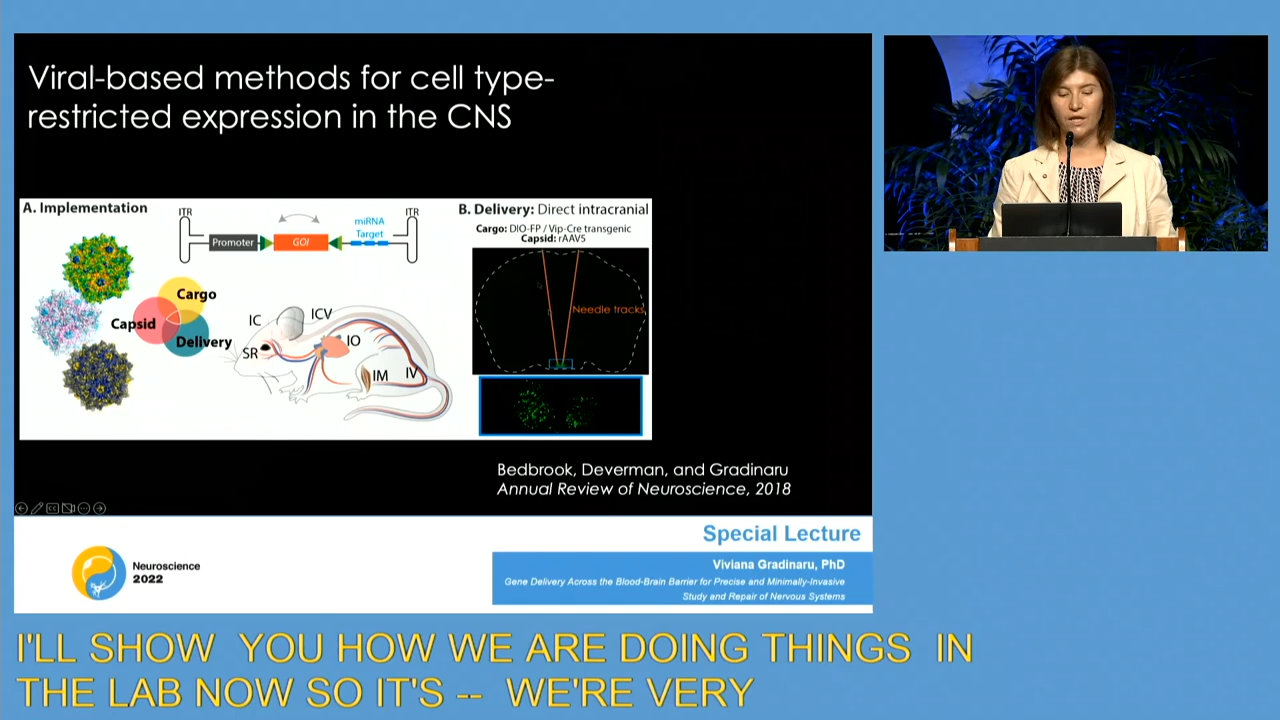 Viral-based methods for cell type-
restricted expression in the CNS
A. Implementation
ITR
ITR
miRNA
Target
Promoter
GOI
Cargo
Capsid
Delivery
IC
ICV
SR
IO
IM
IV
B. Delivery: Direct intracranial
Cargo: DIO-FP / Vip-Cre transgenic
Capsid: rAAV5
Needle tracks
Bedbrook, Deverman, and Gradinaru
Annual Review of Neuroscience, 2018
Special Lecture
Neuroscience
2022
Viviana Gradinaru, PhD
Gene Delivery Across the Blood-Brain Barrier for Precise and Minimally-Invasive
Study and Repair of Nervous Systems
I'LL SHOW YOU HOW WE ARE DOING THINGS IN
THE LAB NOW SO IT'S -- WE'RE VERY